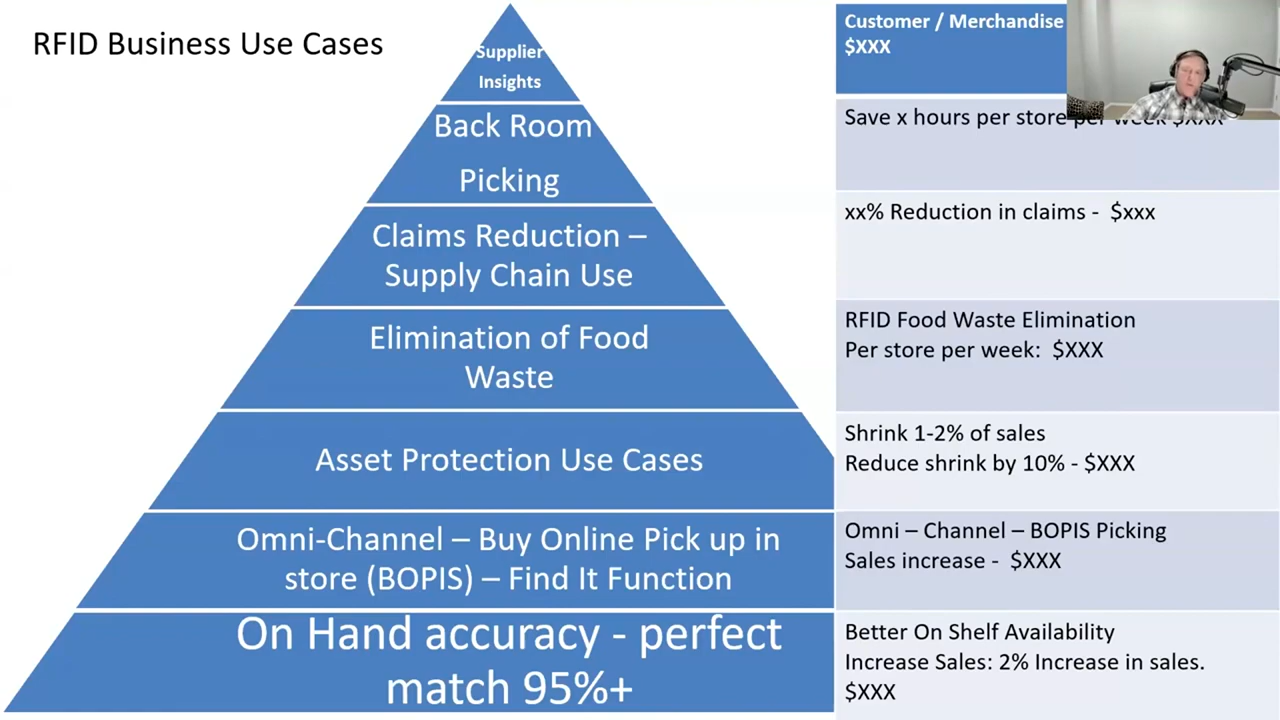 RFID Business Use Cases
Supplier
Insights
Customer / Merchandise
$XXX
Back Room
Picking
Save x hours per store per week $XXX
Claims Reduction –
Supply Chain Use
xx% Reduction in claims - $xxx
Elimination of Food
Waste
RFID Food Waste Elimination
Per store per week: $XXX
Asset Protection Use Cases
Shrink 1-2% of sales
Reduce shrink by 10% - $XXX
Omni-Channel – Buy Online Pick up in
store (BOPIS) – Find It Function
Omni – Channel – BOPIS Picking
Sales increase - $XXX
On Hand accuracy - perfect
match 95%+
Better On Shelf Availability
Increase Sales: 2% Increase in sales.
$XXX